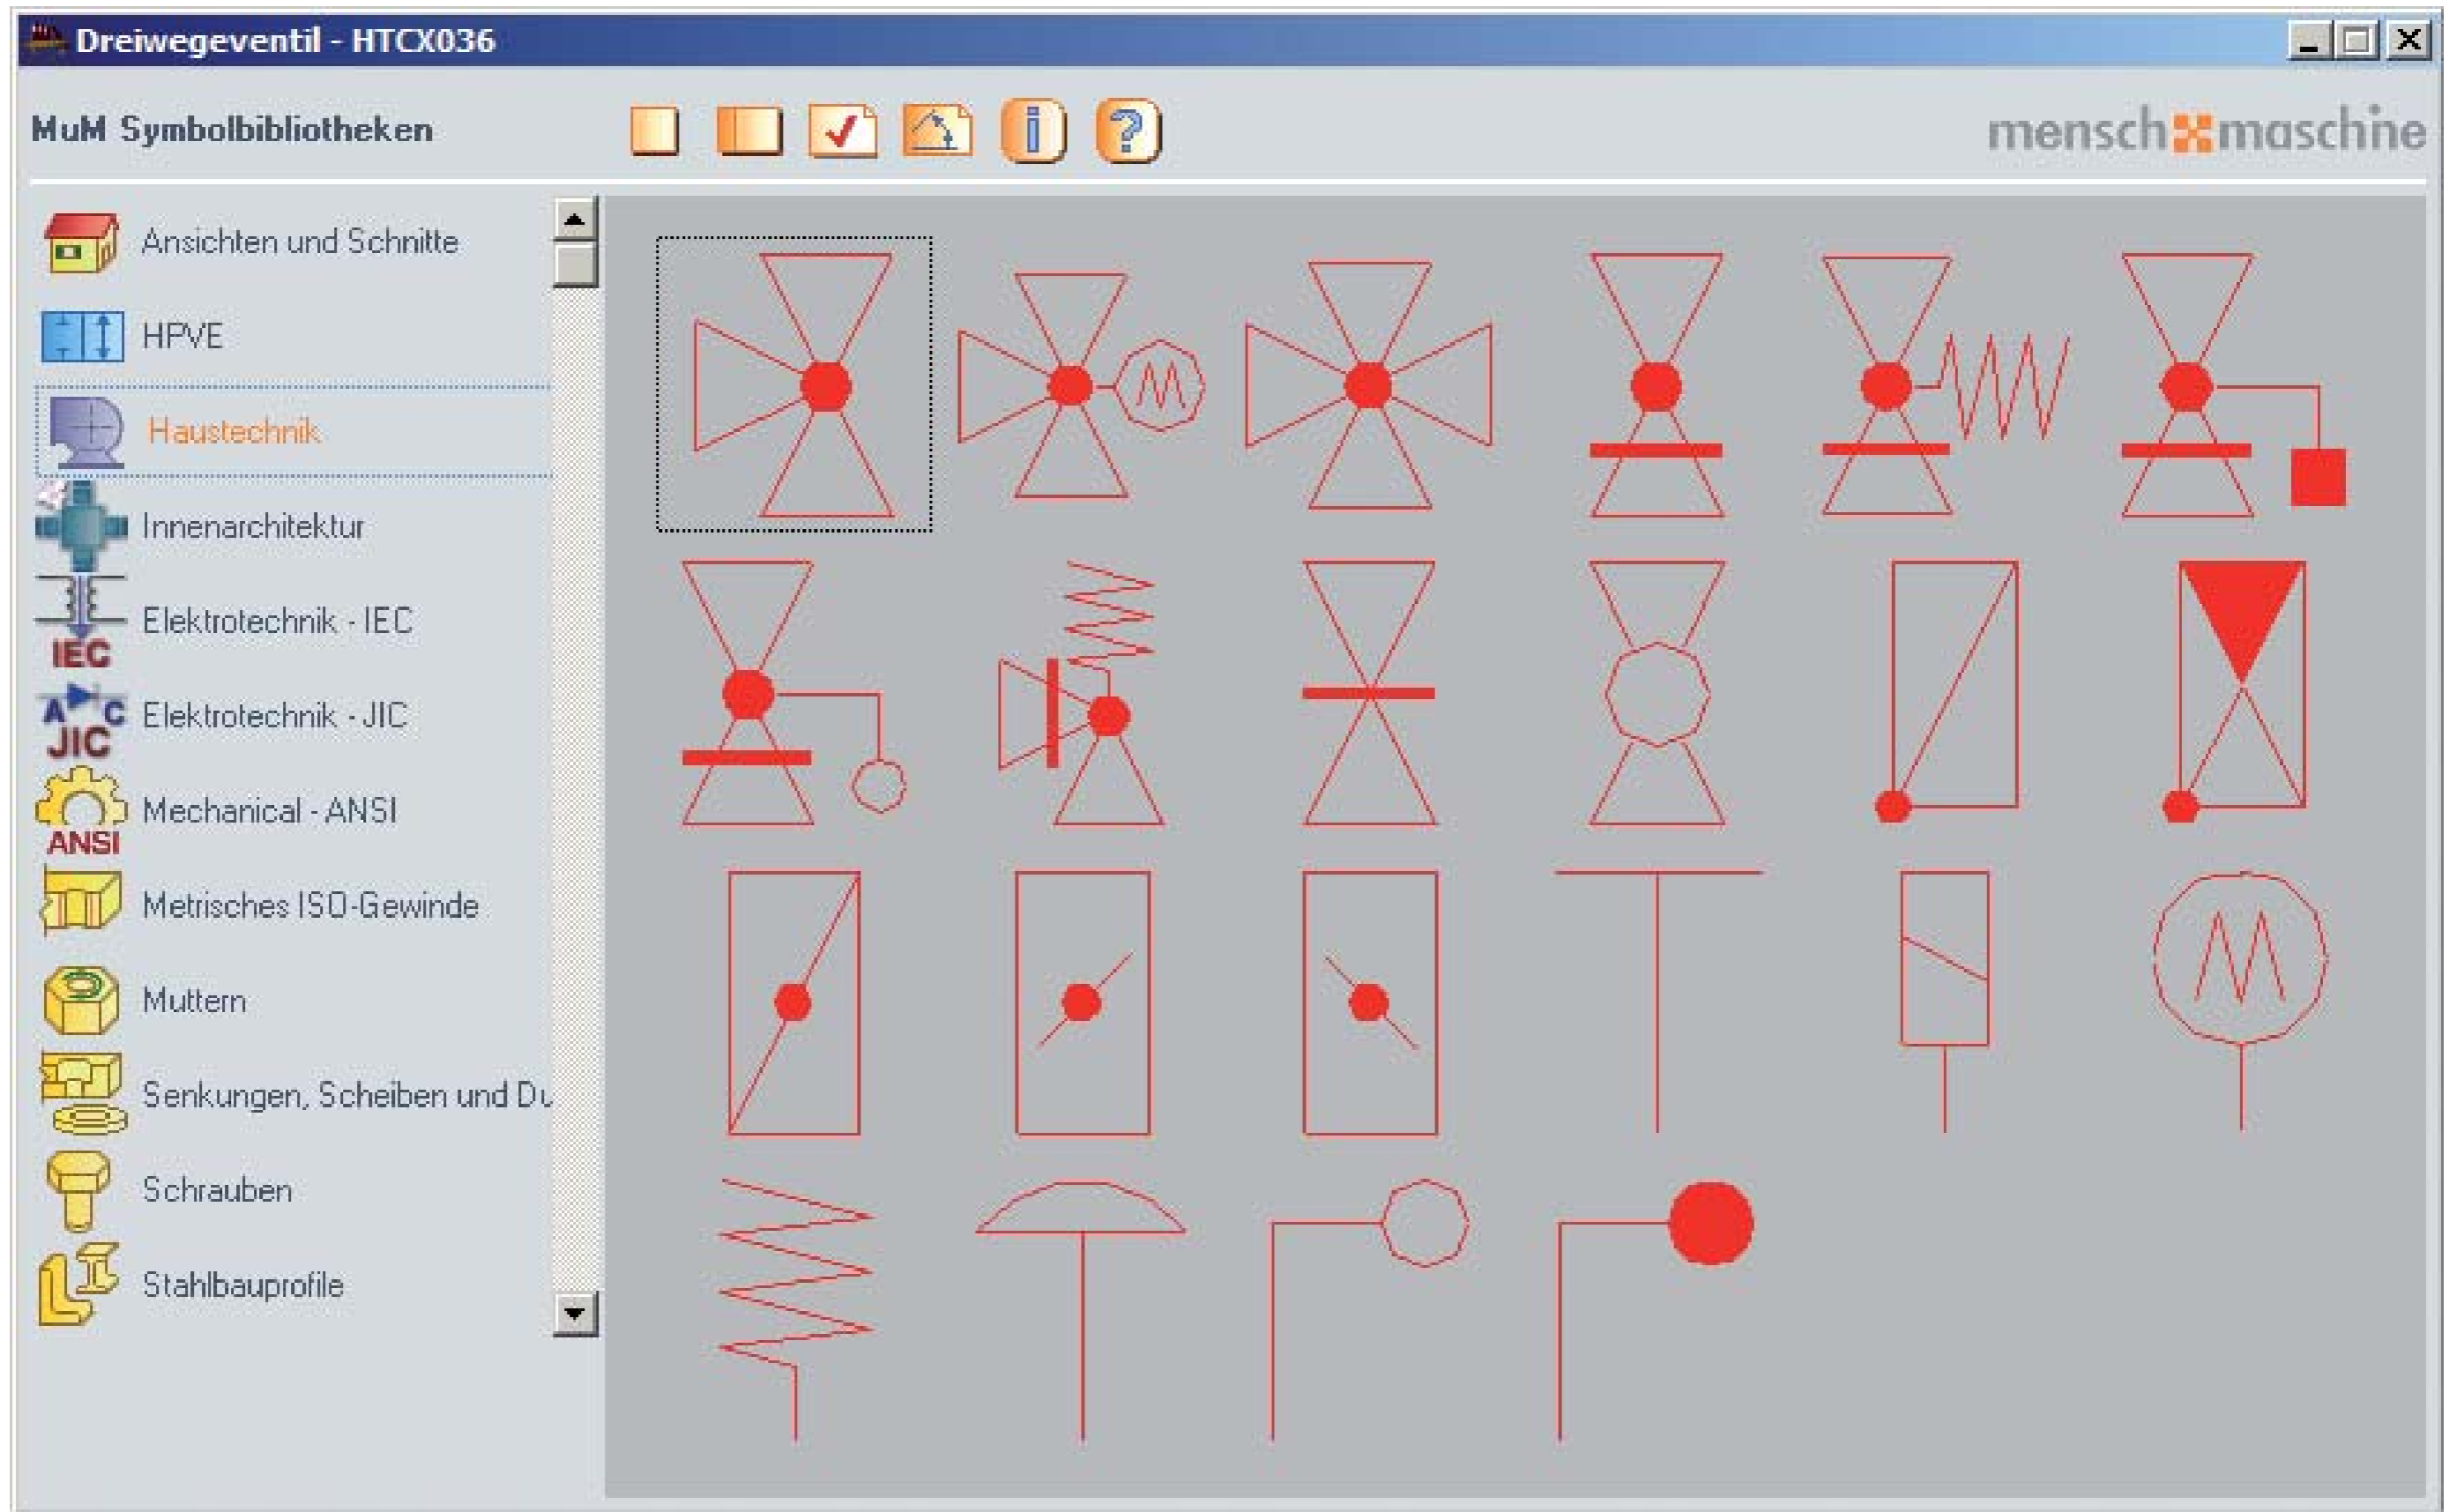 Dreiwegeventil - HTCX036
MuM Symbolbibliotheken
mensch maschine
Ansichten und Schnitte
HPVE
Haustechnik
Innenarchitektur
IEC
Elektrotechnik - IEC
A C
JIC
Elektrotechnik - JIC
ANSI
Mechanical - ANSI
Metrisches ISO-Gewinde
Muttern
Senkungen, Scheiben und Du
Schrauben
Stahlbauprofile